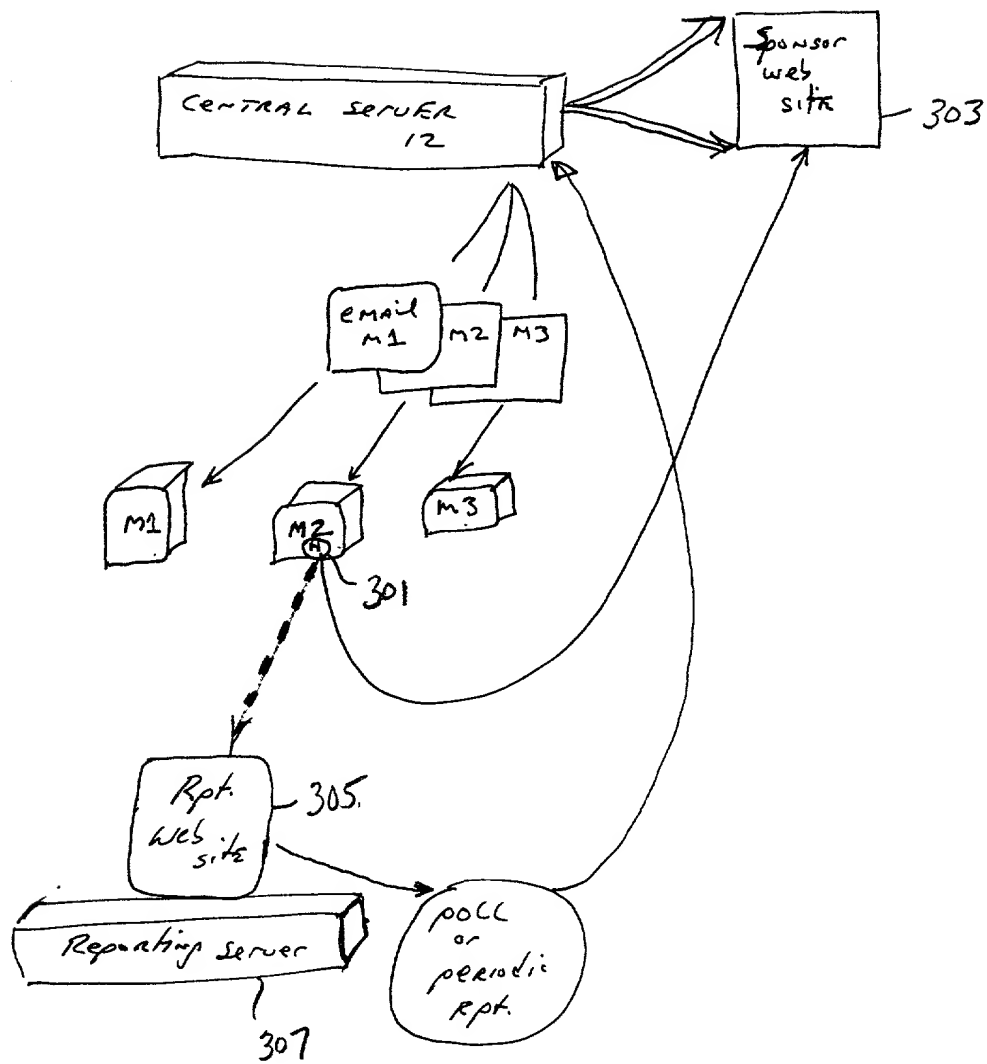 Sponsor
web
site
303
CENTRAL SERVER
12
email
M1
M2
M3
M1
M2
M3
301
Rpt.
web
site
305.
Reporting server
307
poll
or
periodic
Rpt.